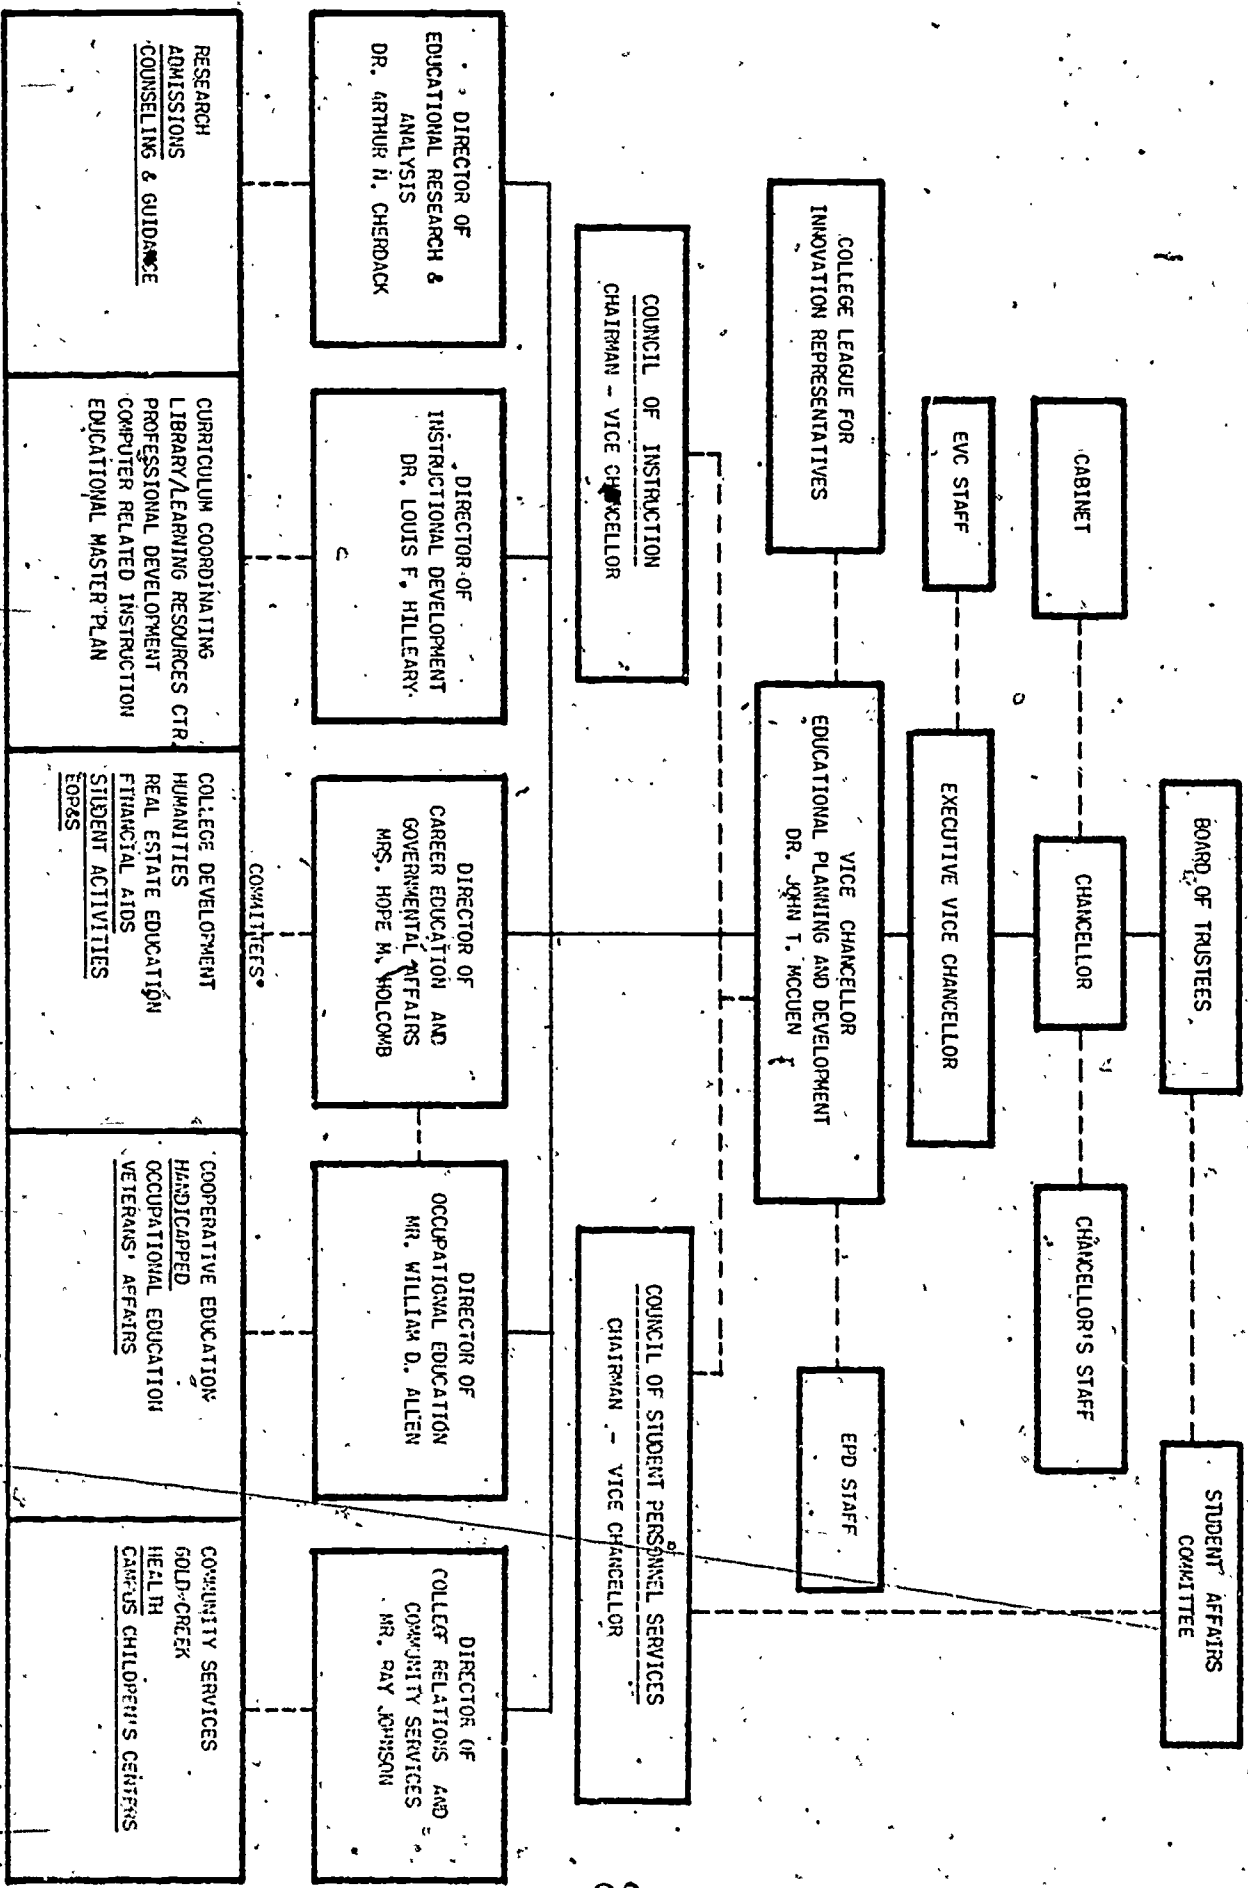 BOARD OF TRUSTEES
STUDENT AFFAIRS
COMMITTEE
CABINET
CHANCELLOR
CHANCELLOR'S STAFF
EVC STAFF
EXECUTIVE VICE CHANCELLOR
COLLEGE LEAGUE FOR
INNOVATION REPRESENTATIVES
VICE CHANCELLOR
EDUCATIONAL PLANNING AND DEVELOPMENT
DR. JOHN T. MCCUEN
EPD STAFF
COUNCIL OF INSTRUCTION
CHAIRMAN - VICE CHANCELLOR
COUNCIL OF STUDENT PERSONNEL SERVICES
CHAIRMAN - VICE CHANCELLOR
DIRECTOR OF
EDUCATIONAL RESEARCH &
ANALYSIS
DR. ARTHUR N. CHERDACK
DIRECTOR OF
INSTRUCTIONAL DEVELOPMENT
DR. LOUIS F. HILLEARY
DIRECTOR OF
CAREER EDUCATION AND
GOVERNMENTAL AFFAIRS
MRS. HOPE M. HOLCOMB
DIRECTOR OF
OCCUPATIONAL EDUCATION
MR. WILLIAM D. ALLEN
DIRECTOR OF
COLLEGE RELATIONS AND
COMMUNITY SERVICES
MR. RAY JOHNSON
COMMITTEES*
RESEARCH
ADMISSIONS
COUNSELING & GUIDANCE
CURRICULUM COORDINATING
LIBRARY/LEARNING RESOURCES CTR.
PROFESSIONAL DEVELOPMENT
COMPUTER RELATED INSTRUCTION
EDUCATIONAL MASTER PLAN
COLLEGE DEVELOPMENT
HUMANITIES
REAL ESTATE EDUCATION
FINANCIAL AIDS
STUDENT ACTIVITIES
EOP&S
COOPERATIVE EDUCATION
HANDICAPPED
OCCUPATIONAL EDUCATION
VETERANS' AFFAIRS
COMMUNITY SERVICES
GOLD CREEK
HEALTH
CAMPUS CHILDREN'S CENTERS